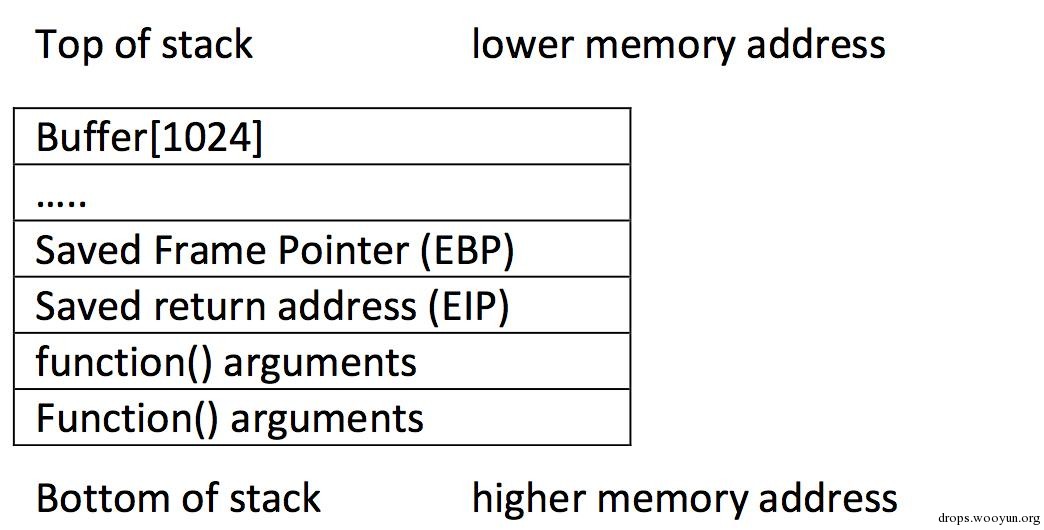 Top of stack lower memory address
Buffer[1024]
.....
Saved Frame Pointer (EBP)
Saved return address (EIP)
function() arguments
Function() arguments
Bottom of stack higher memory address
drops.wooyun.org